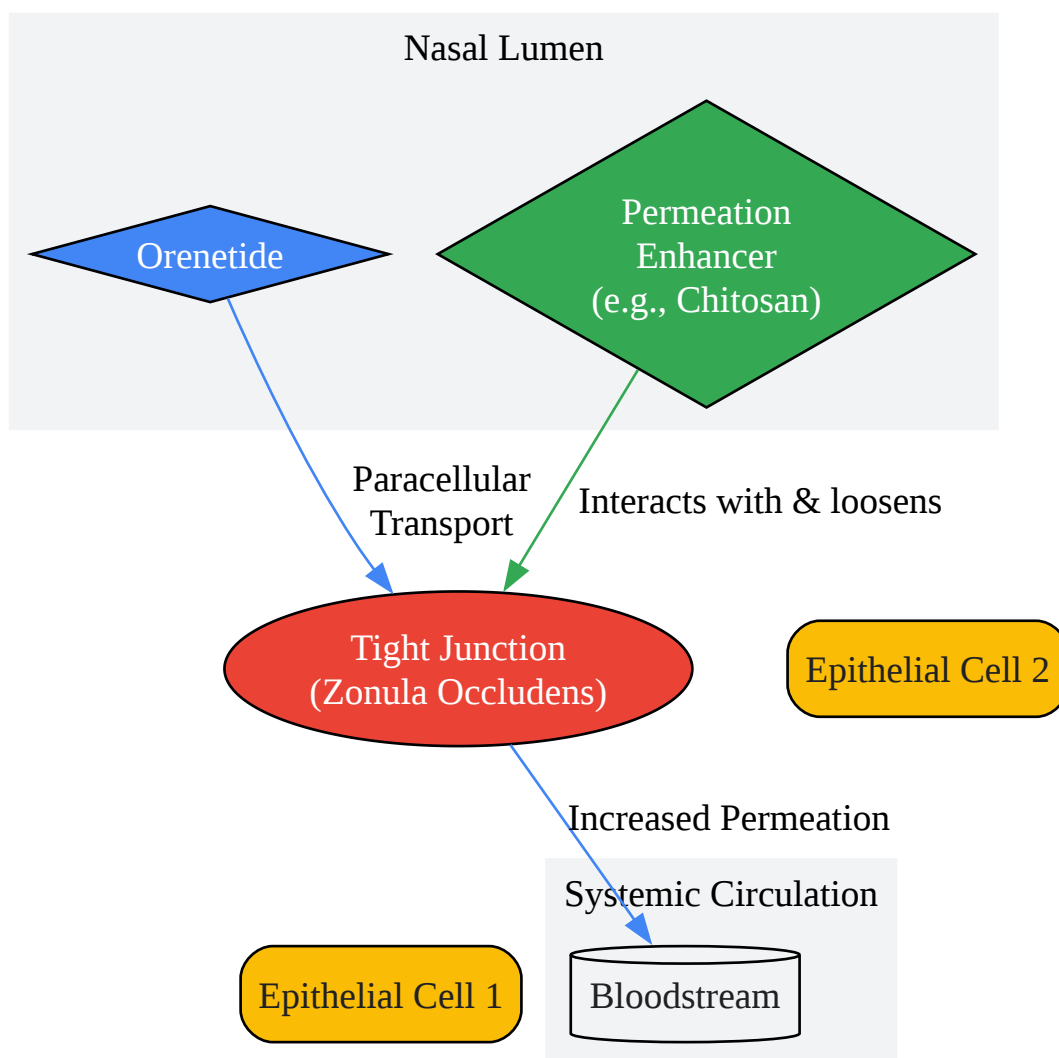 Nasal Lumen
Orenetide
Permeation
Enhancer
(e.g., Chitosan)
Paracellular
Transport
Interacts with & loosens
Tight Junction
(Zonula Occludens)
Epithelial Cell 2
Increased Permeation
Systemic Circulation
Epithelial Cell 1
Bloodstream